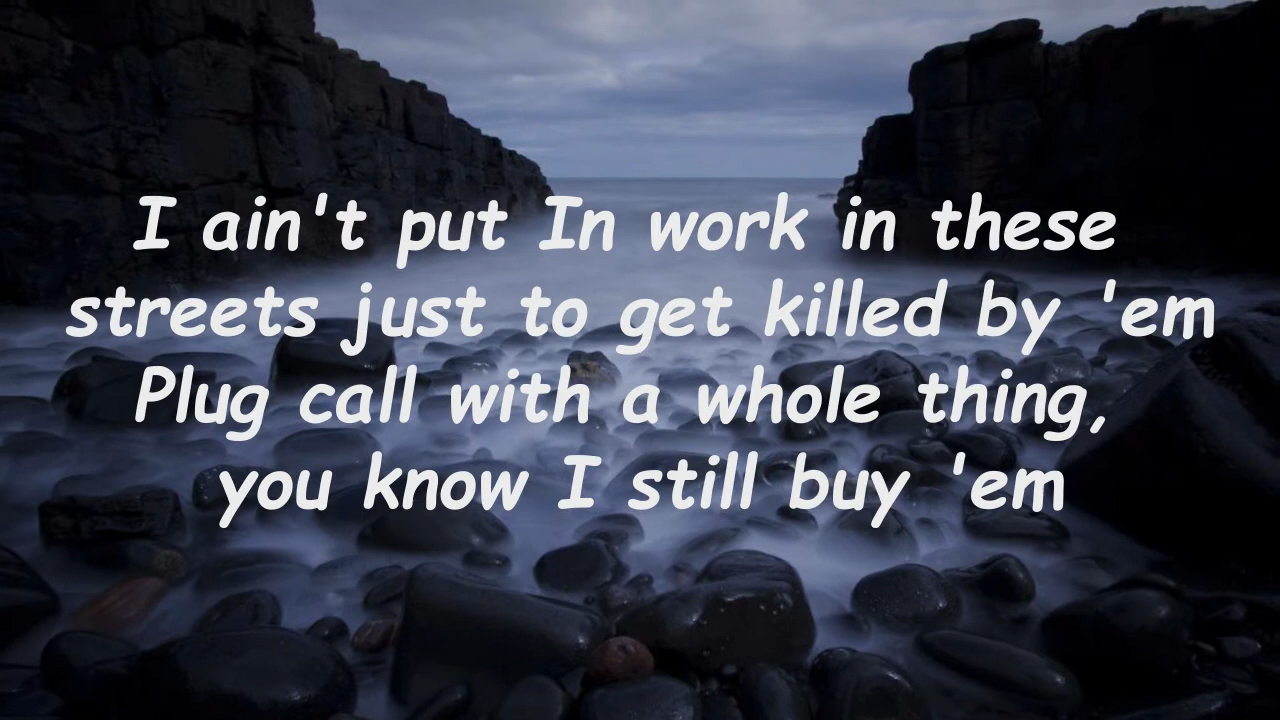 I ain't put In work in these
streets just to get killed by 'em
Plug call with a whole thing,
you know I still buy 'em